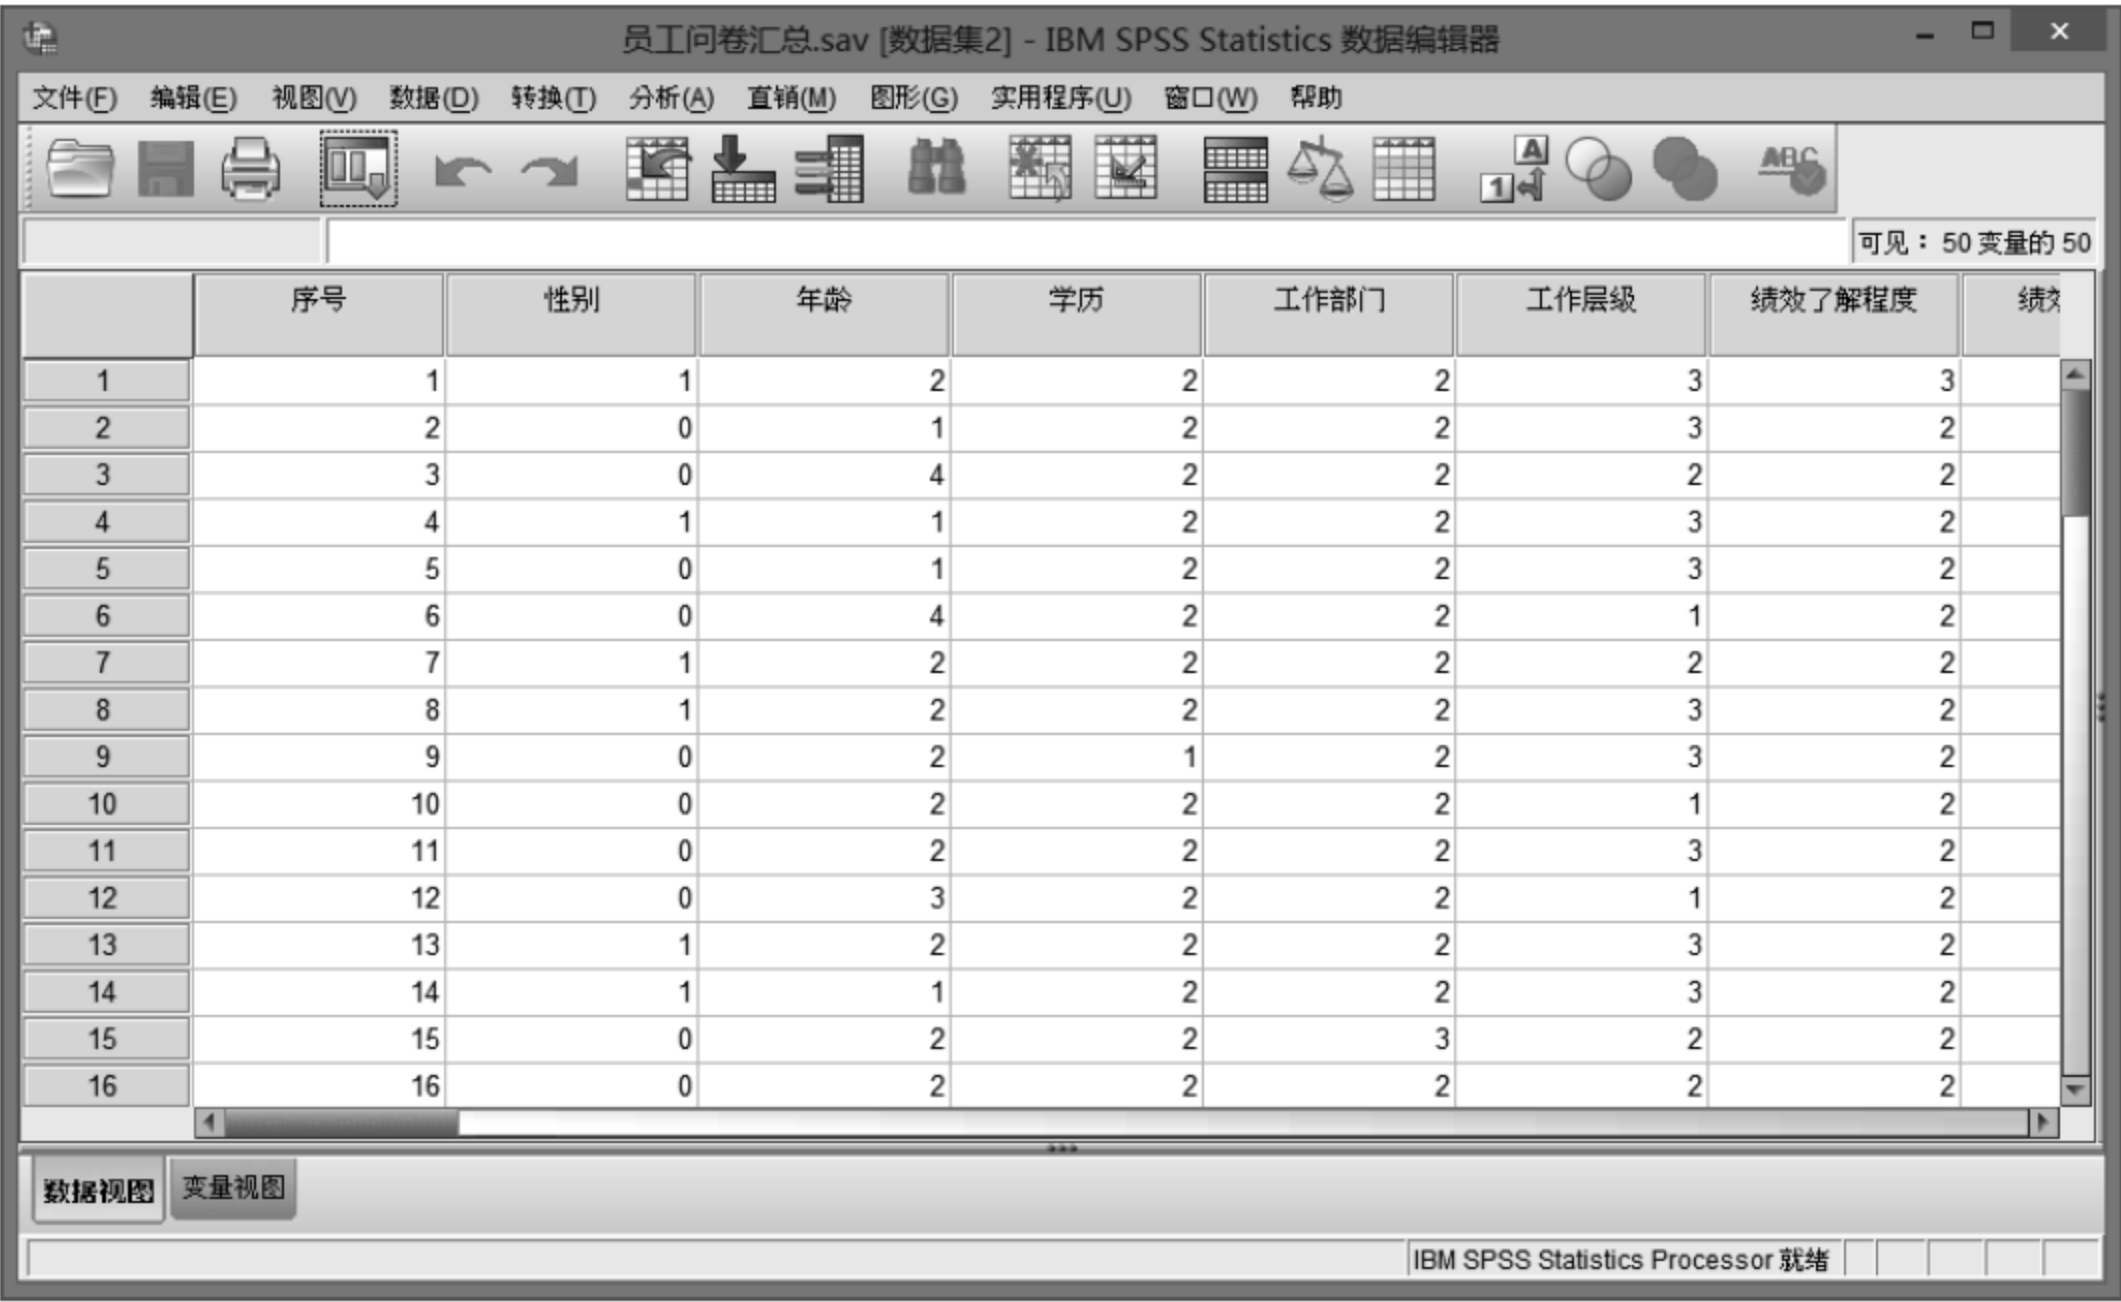 员工问卷汇总.sav [数据集2] - IBM SPSS Statistics 数据编辑器
文件(F) 编辑(E) 视图(V) 数据(D) 转换(T) 分析(A) 直销(M) 图形(G) 实用程序(U) 窗口(W) 帮助
A
1
ABC
可见： 50 变量的 50
序号 性别 年龄 学历 工作部门 工作层级 绩效了解程度 绩效
1 1 1 2 2 2 3 3
2 2 0 1 2 2 3 2
3 3 0 4 2 2 2 2
4 4 1 1 2 2 3 2
5 5 0 1 2 2 3 2
6 6 0 4 2 2 1 2
7 7 1 2 2 2 2 2
8 8 1 2 2 2 3 2
9 9 0 2 1 2 3 2
10 10 0 2 2 2 1 2
11 11 0 2 2 2 3 2
12 12 0 3 2 2 1 2
13 13 1 2 2 2 3 2
14 14 1 1 2 2 3 2
15 15 0 2 2 3 2 2
16 16 0 2 2 2 2 2
数据视图 变量视图
IBM SPSS Statistics Processor 就绪